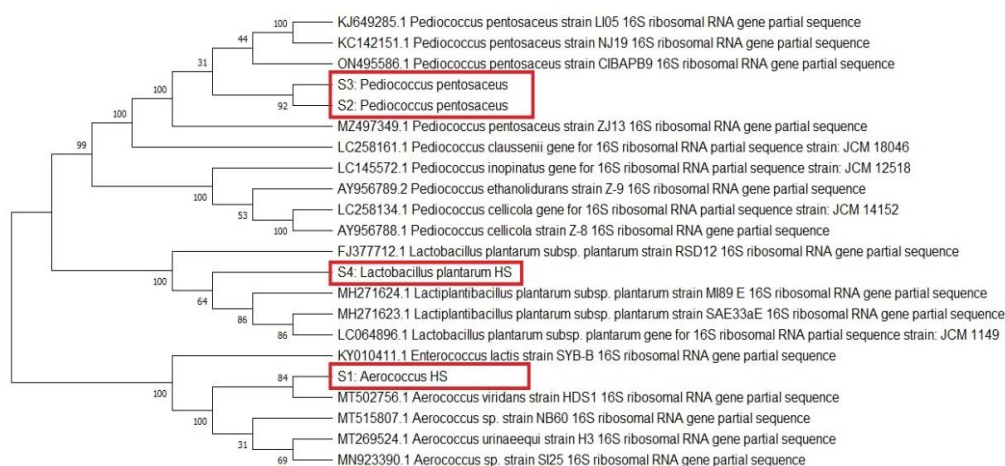 KJ649285.1 Pediococcus pentosaceus strain LI05 16S ribosomal RNA gene partial sequence
100
KC142151.1 Pediococcus pentosaceus strain NJ19 16S ribosomal RNA gene partial sequence
44
ON495586.1 Pediococcus pentosaceus strain CIBAPB9 16S ribosomal RNA gene partial sequence
31
S3: Pediococcus pentosaceus
92
S2: Pediococcus pentosaceus
100
MZ497349.1 Pediococcus pentosaceus strain ZJ13 16S ribosomal RNA gene partial sequence
100
LC258161.1 Pediococcus claussenii gene for 16S ribosomal RNA partial sequence strain: JCM 18046
99
LC145572.1 Pediococcus inopinatus gene for 16S ribosomal RNA partial sequence strain: JCM 12518
100
AY956789.2 Pediococcus ethanolidurans strain Z-9 16S ribosomal RNA gene partial sequence
53
LC258134.1 Pediococcus cellicola gene for 16S ribosomal RNA partial sequence strain: JCM 14152
100
AY956788.1 Pediococcus cellicola strain Z-8 16S ribosomal RNA gene partial sequence
FJ377712.1 Lactobacillus plantarum subsp. plantarum strain RSD12 16S ribosomal RNA gene partial sequence
100
S4: Lactobacillus plantarum HS
64
MH271624.1 Lactiplantibacillus plantarum subsp. plantarum strain MI89 E 16S ribosomal RNA gene partial sequence
86
MH271623.1 Lactiplantibacillus plantarum subsp. plantarum strain SAE33aE 16S ribosomal RNA gene partial sequence
86
LC064896.1 Lactobacillus plantarum subsp. plantarum gene for 16S ribosomal RNA partial sequence strain: JCM 1149
KY010411.1 Enterococcus lactis strain SYB-B 16S ribosomal RNA gene partial sequence
100
S1: Aerococcus HS
84
MT502756.1 Aerococcus viridans strain HDS1 16S ribosomal RNA gene partial sequence
100
MT515807.1 Aerococcus sp. strain NB60 16S ribosomal RNA gene partial sequence
31
MT269524.1 Aerococcus urinaeequi strain H3 16S ribosomal RNA gene partial sequence
69
MN923390.1 Aerococcus sp. strain SI25 16S ribosomal RNA gene partial sequence